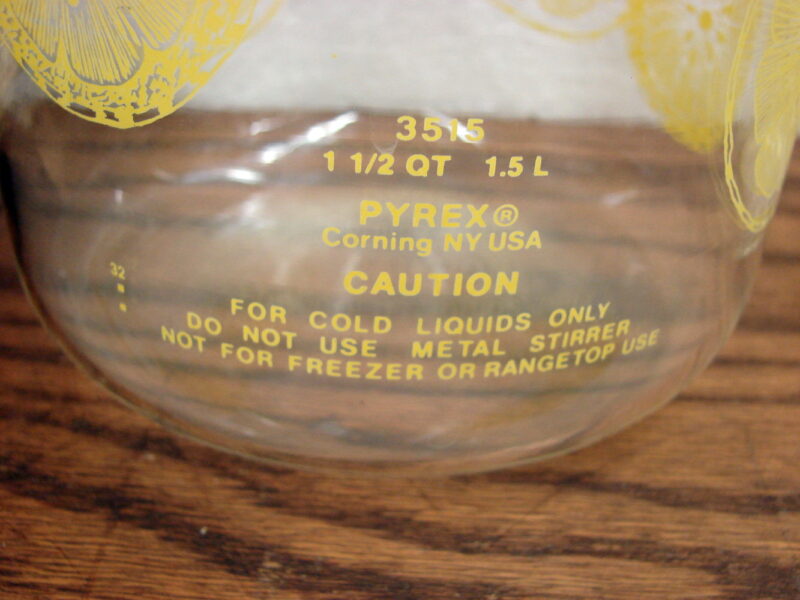 3515
1 1/2 QT 1.5 L
PYREX®
Corning NY USA
32
CAUTION
FOR COLD LIQUIDS ONLY
DO NOT USE METAL STIRRER
NOT FOR FREEZER OR RANGETOP USE